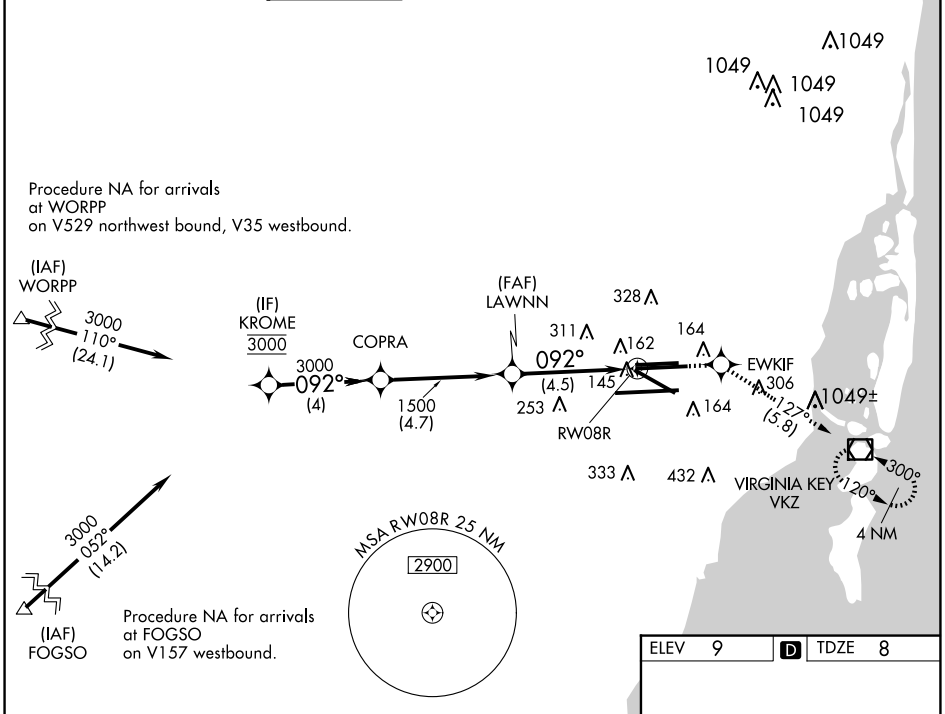 1049
1049
1049
1049
Procedure NA for arrivals
at WORPP
on V529 northwest bound, V35 westbound.
(IAF)
WORPP
3000
110°
(24.1)
(IF)
KROME
3000
3000
092°
(4)
COPRA
1500
(4.7)
(FAF)
LAWNN
092°
(4.5)
328
311
162
164
145
253
RW08R
164
EWKIF
306
1049±
127°
(5.8)
333
432
VIRGINIA KEY
VKZ
300°
120°
4 NM
3000
052°
(14.2)
(IAF)
FOGSO
Procedure NA for arrivals
at FOGSO
on V157 westbound.
MSA RW08R 25 NM
2900
ELEV 9 D TDZE 8